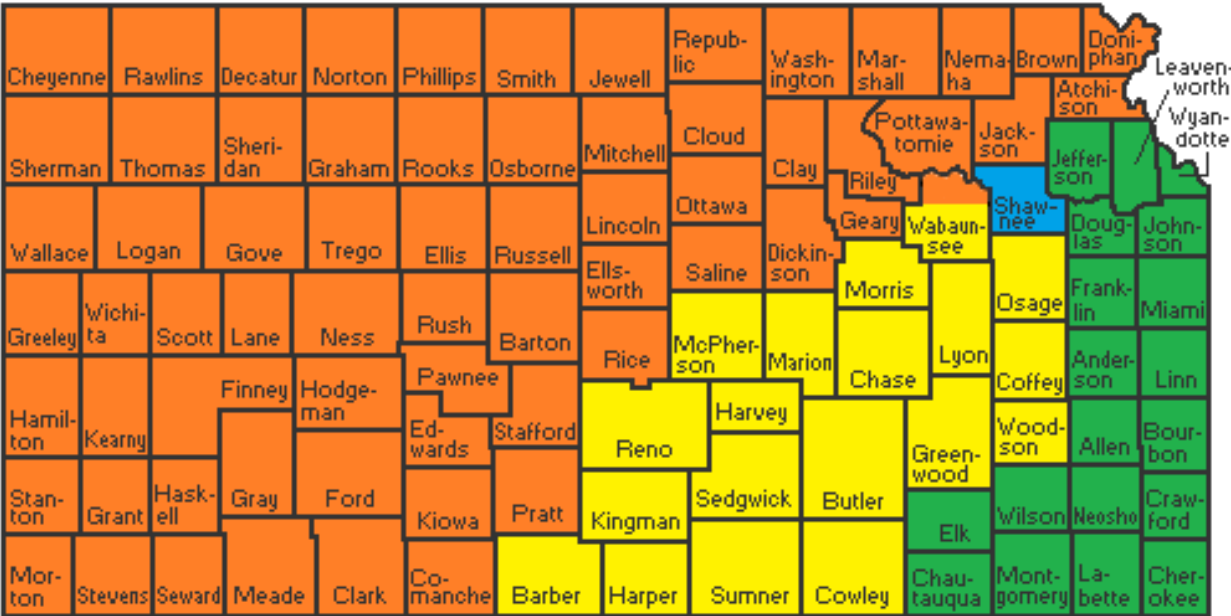 Cheyenne
Rawlins
Decatur
Norton
Phillips
Smith
Jewell
Repub-
lic
Wash-
ington
Mar-
shall
Nema-
ha
Brown
Doni-
phan
Leaven-
worth
Atchi-
son
Wyan-
dotte
Sherman
Thomas
Sheri-
dan
Graham
Rooks
Osborne
Mitchell
Cloud
Clay
Riley
Pottawa-
tomie
Jack-
son
Jeffer-
son
Wallace
Logan
Gove
Trego
Ellis
Russell
Lincoln
Ottawa
Saline
Dickin-
son
Geary
Wabaun-
see
Shaw-
nee
Doug-
las
John-
son
Greeley
Wichi-
ta
Scott
Lane
Ness
Rush
Barton
Ells-
worth
Rice
McPher-
son
Marion
Morris
Chase
Lyon
Osage
Coffey
Frank-
lin
Miami
Ander-
son
Linn
Hamil-
ton
Kearny
Finney
Hodge-
man
Pawnee
Ed-
wards
Stafford
Reno
Harvey
Butler
Green-
wood
Wood-
son
Allen
Bour-
bon
Stan-
ton
Grant
Hask-
ell
Gray
Ford
Kiowa
Pratt
Kingman
Sedgwick
Elk
Wilson
Neosho
Craw-
ford
Mor-
ton
Stevens
Seward
Meade
Clark
Co-
manche
Barber
Harper
Sumner
Cowley
Chau-
tauqua
Mont-
gomery
La-
bette
Cher-
okee